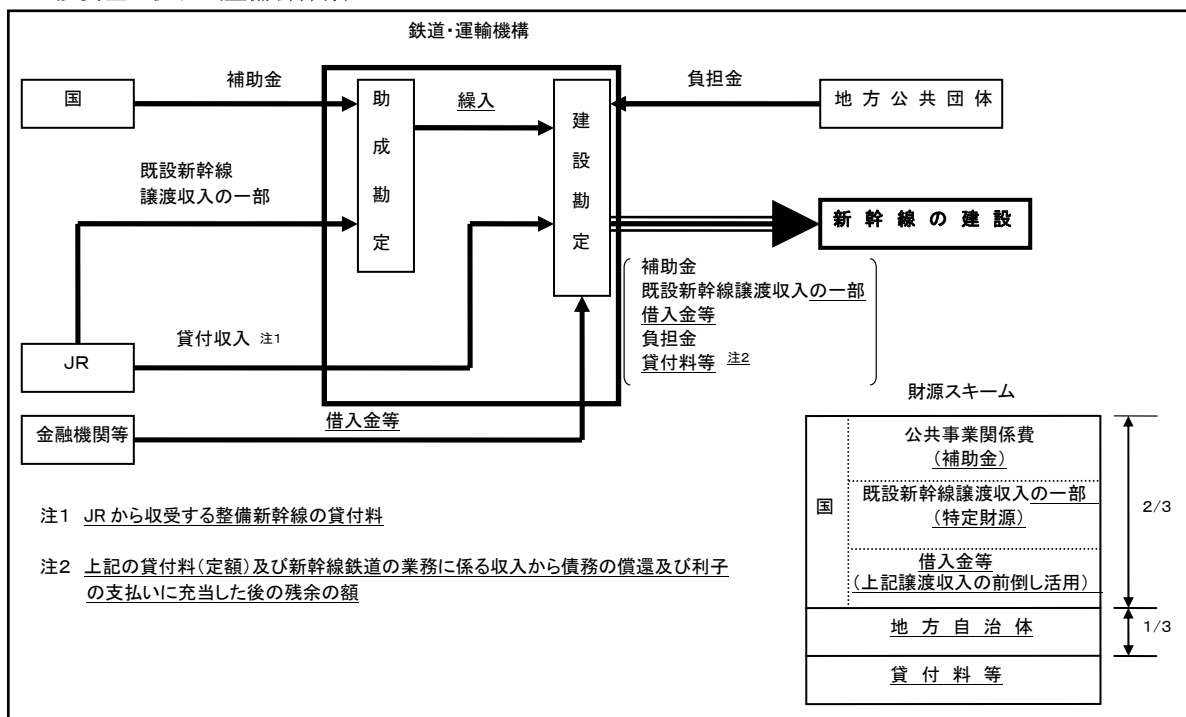 鉄道・運輸機構
国
補助金
助成勘定
繰入
建設勘定
負担金
地方公共団体
既設新幹線
譲渡収入の一部
新幹線の建設
補助金
既設新幹線譲渡収入の一部
借入金等
負担金
貸付料等 注2
JR
貸付収入 注1
金融機関等
借入金等
財源スキーム
国
公共事業関係費
(補助金)
既設新幹線譲渡収入の一部
(特定財源)
借入金等
(上記譲渡収入の前倒し活用)
2/3
地方自治体
1/3
貸付料等
注1 JRから収受する整備新幹線の貸付料
注2 上記の貸付料(定額)及び新幹線鉄道の業務に係る収入から債務の償還及び利子
の支払いに充当した後の残余の額